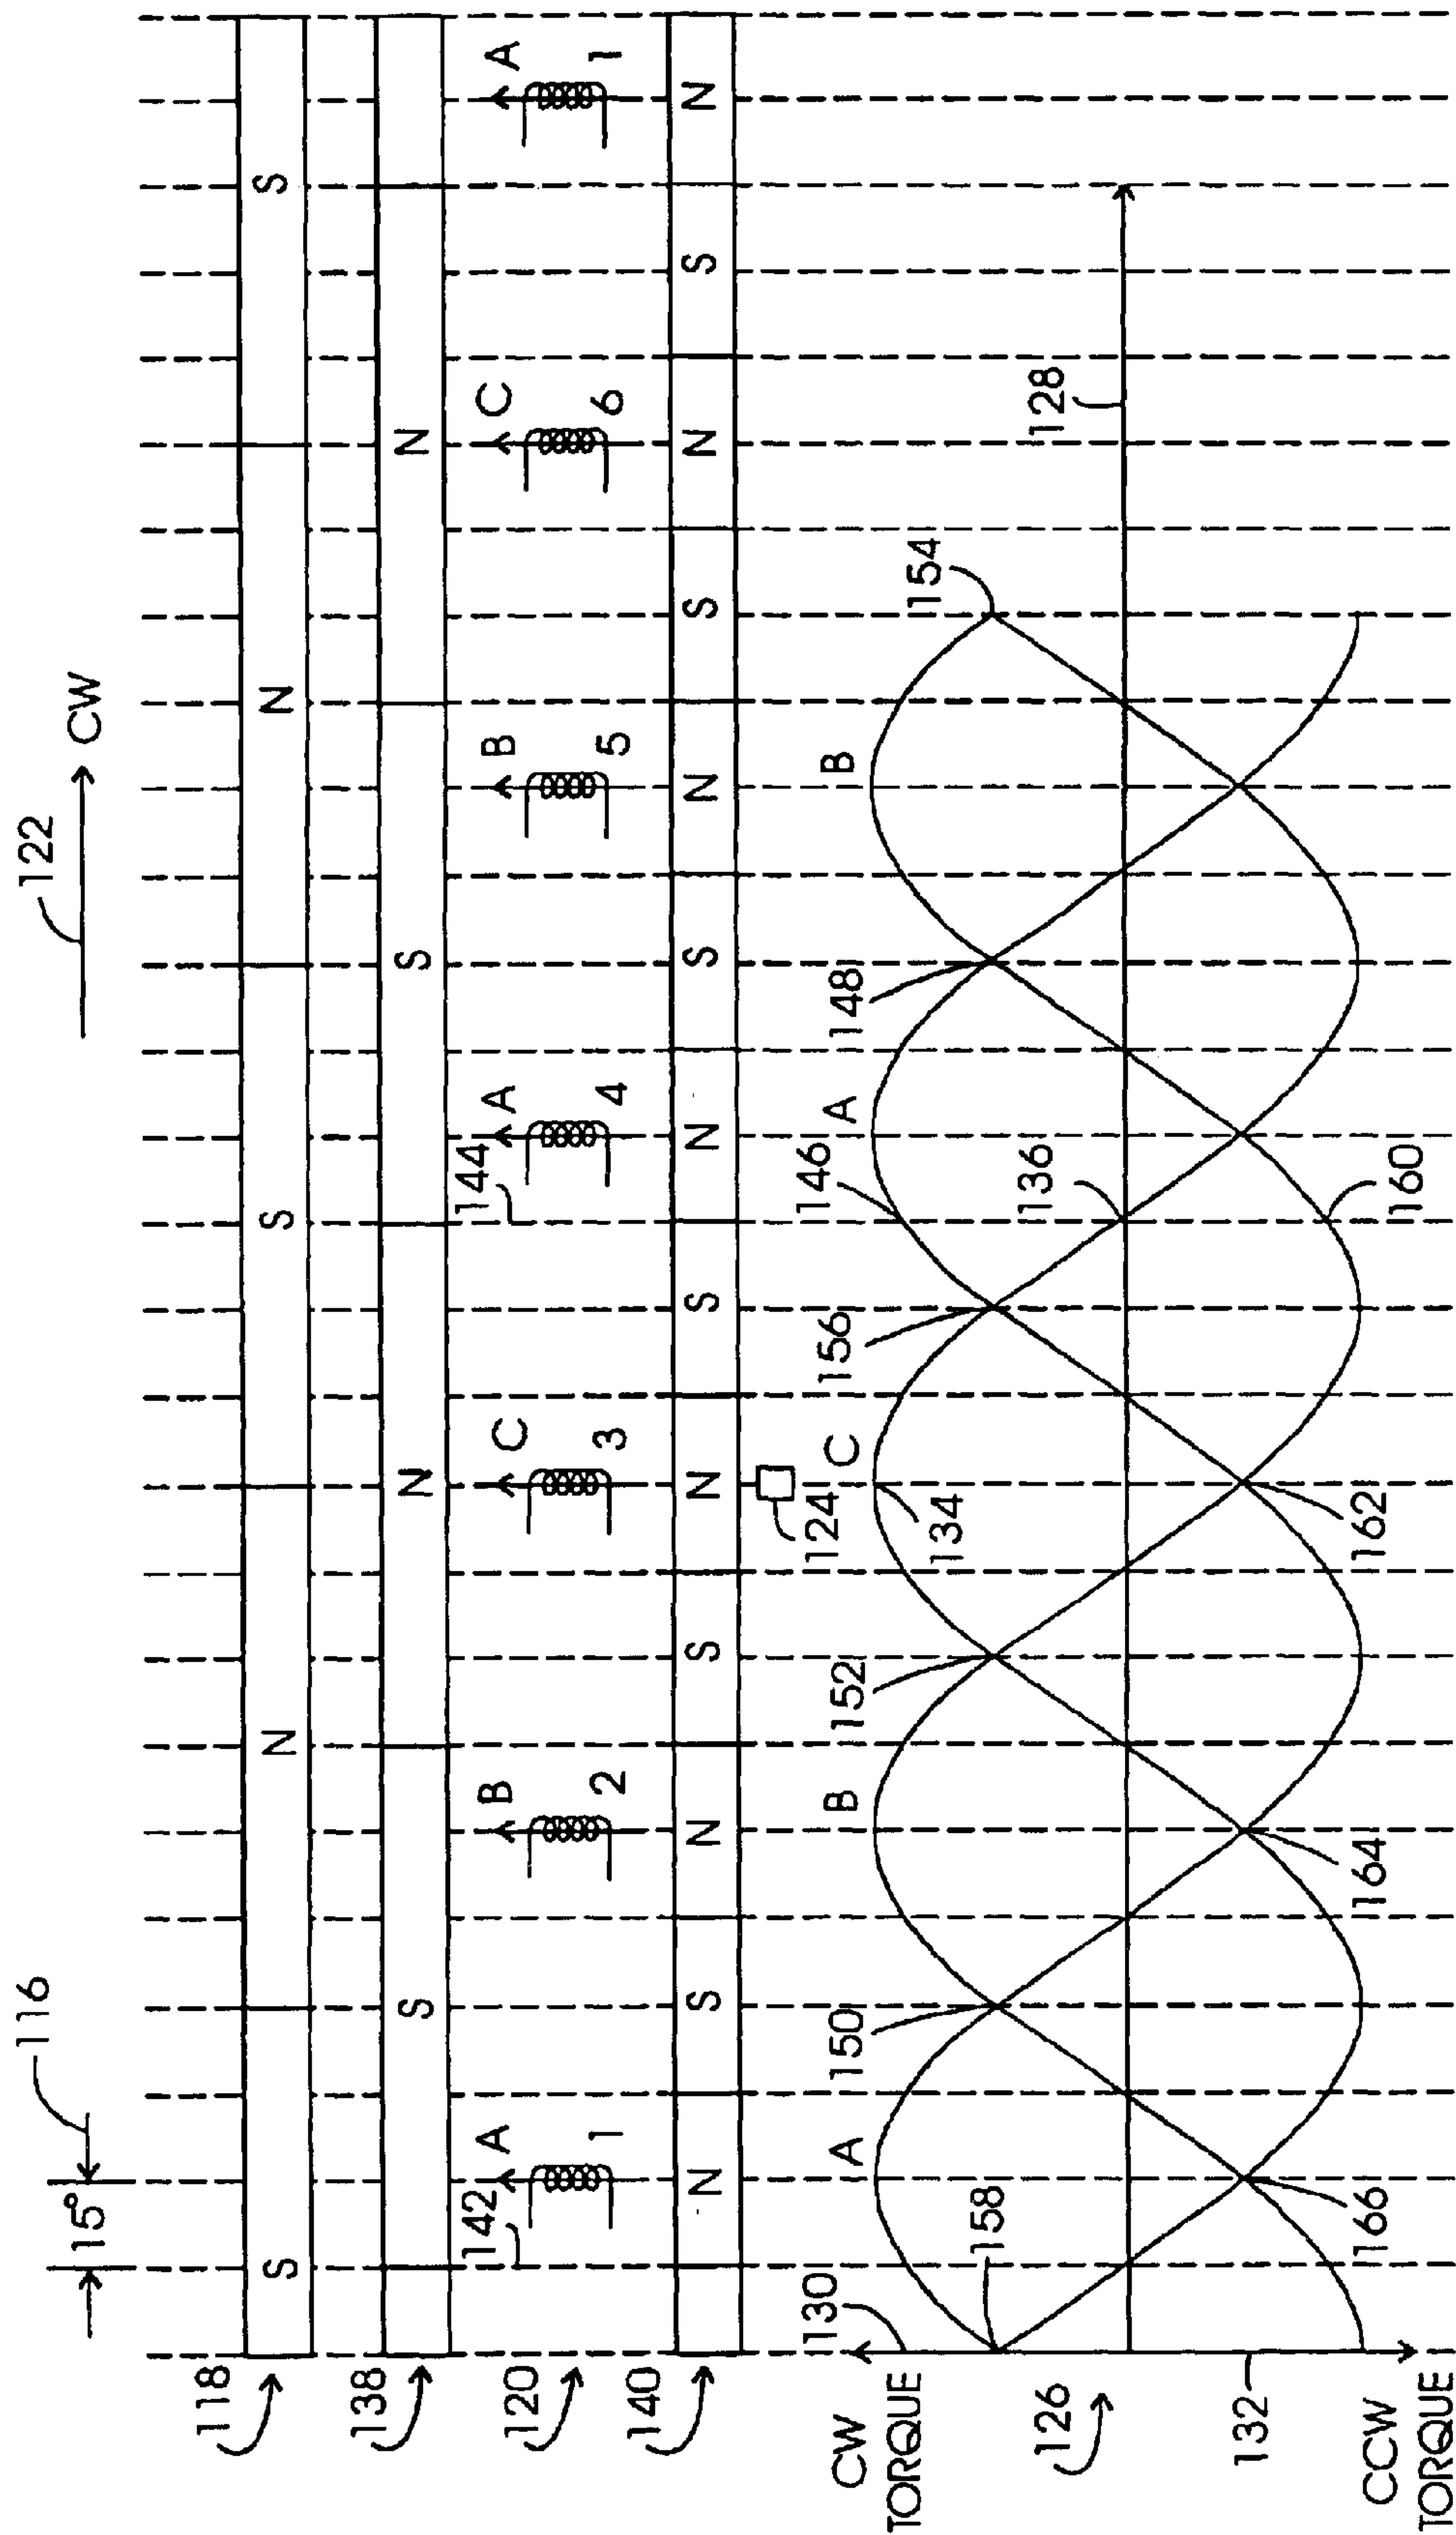 122
CW
116
15°
118
S N S N S
138
S N S N
142 144
120
A B C A B C A
1 2 3 4 5 6 1
140
N S N S N S N S N S N S N
124
130
CW
TORQUE
A B C A B
150 152 134 156 146 148 154
158
126
136
128
132
166 164 162 160
CCW
TORQUE